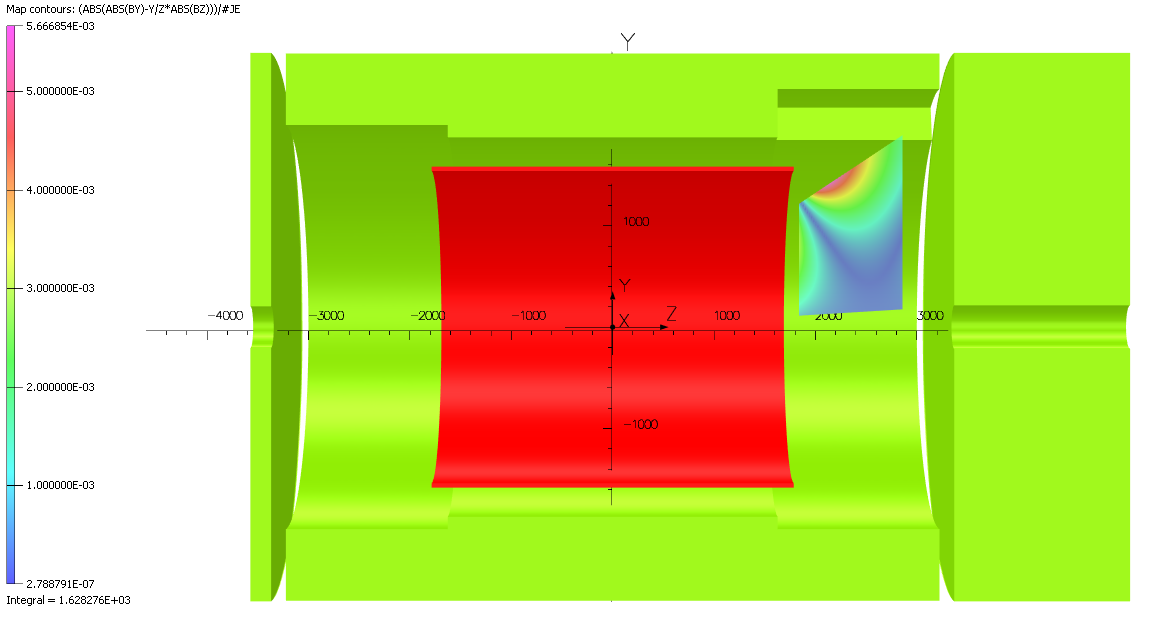 Map contours: (ABS(ABS(BY)-Y/Z*ABS(BZ)))/#JE
5.666854E-03
5.000000E-03
4.000000E-03
3.000000E-03
2.000000E-03
1.000000E-03
2.788791E-07
Integral = 1.628276E+03
Y
1000
Y
Z
X
-4000
-3000
-2000
-1000
1000
2000
3000
-1000